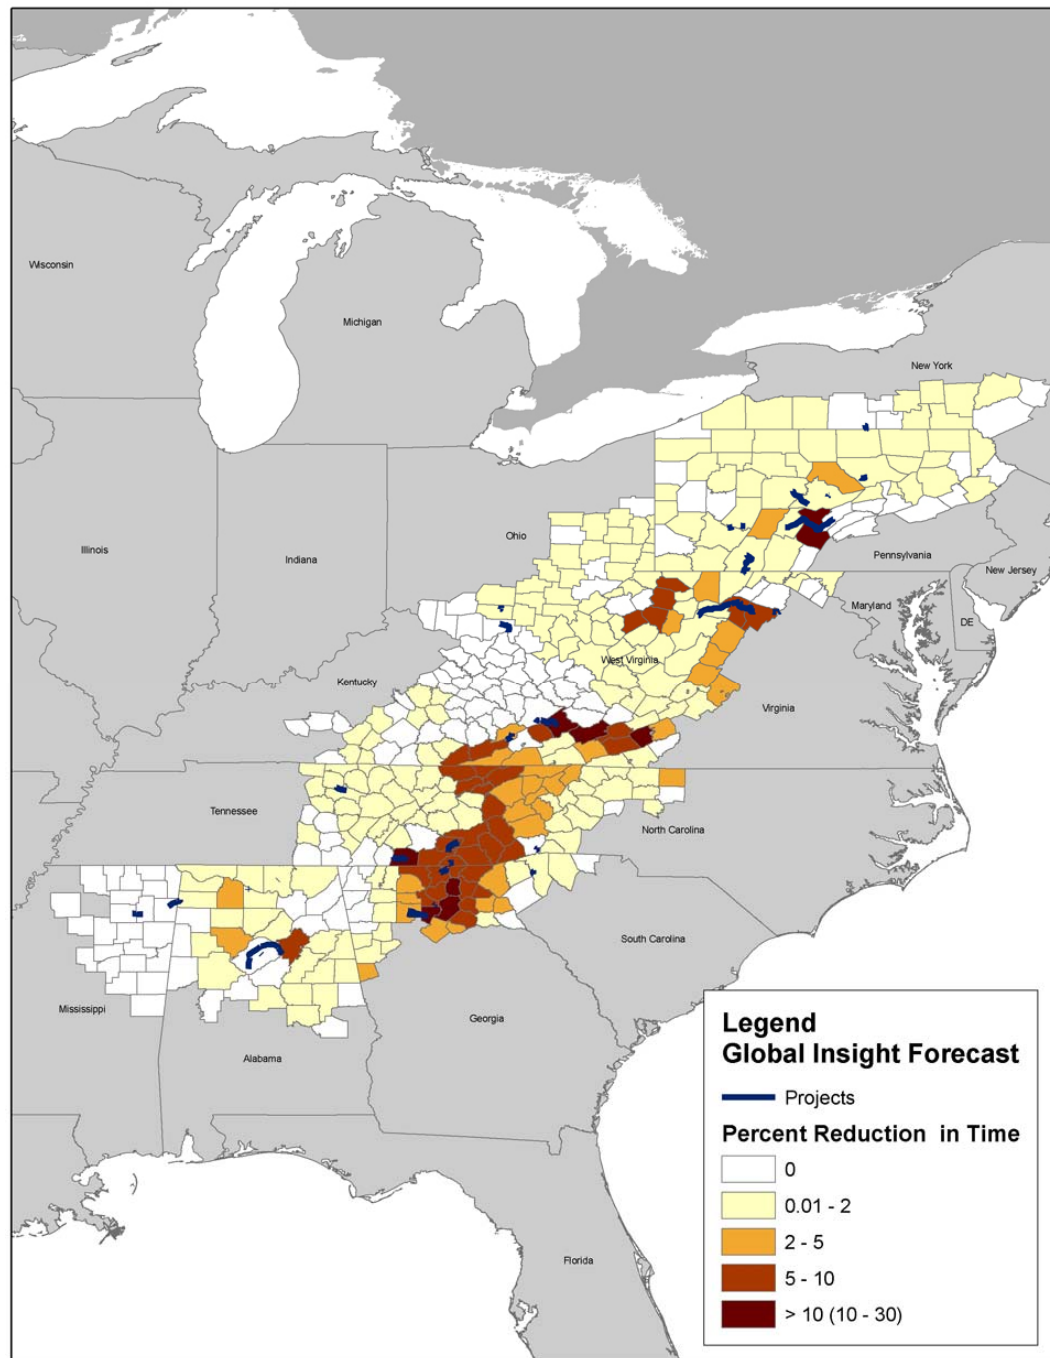 Wisconsin
Michigan
New York
Illinois
Indiana
Ohio
Pennsylvania
New Jersey
Maryland
DE
West Virginia
Kentucky
Virginia
Tennessee
North Carolina
South Carolina
Mississippi
Georgia
Alabama
Florida
Legend
Global Insight Forecast
Projects
Percent Reduction in Time
0
0.01 - 2
2 - 5
5 - 10
> 10 (10 - 30)